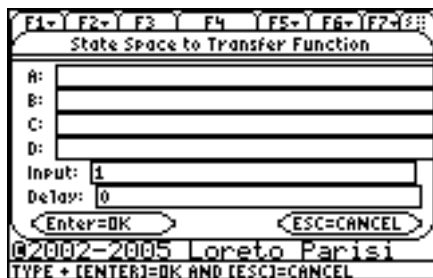 F1▾ F2▾ F3 F4 F5▾ F6▾ F7▾
State Space to Transfer Function
A:
B:
C:
D:
Input: 1
Delay: 0
Enter=OK ESC=CANCEL
@2002-2005 Loreto Parisi
TYPE + [ENTER]=OK AND [ESC]=CANCEL